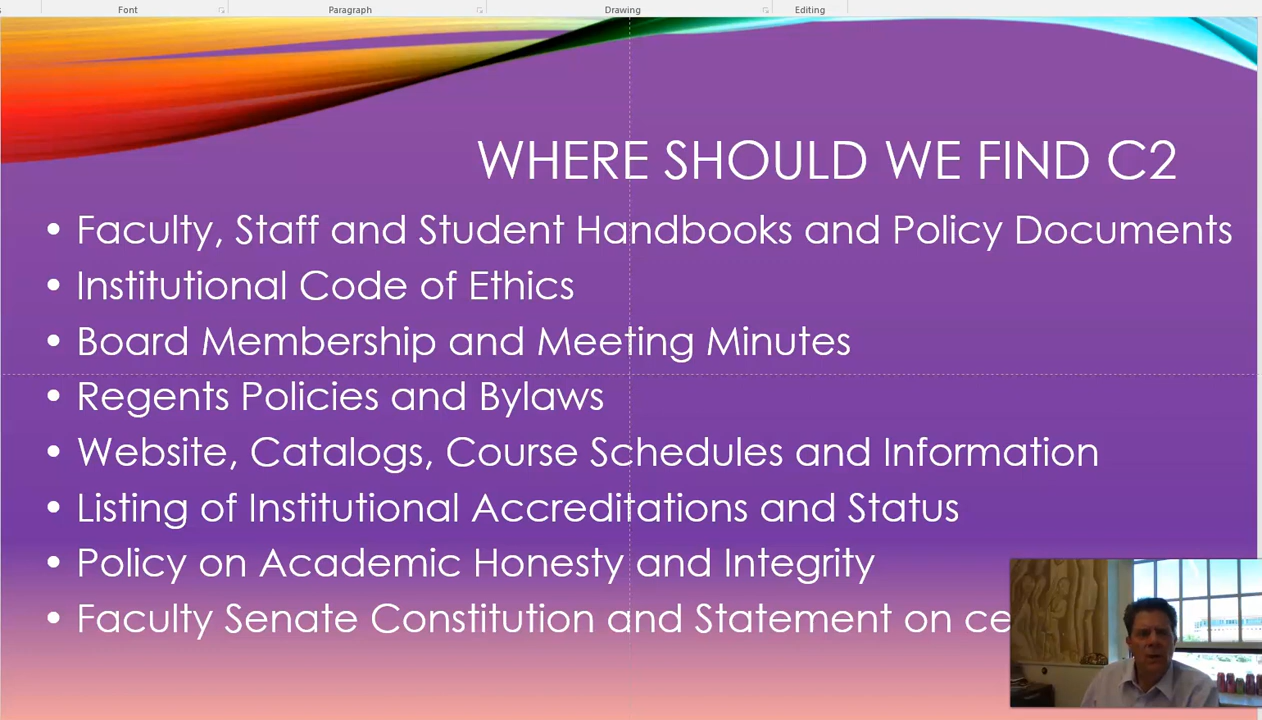 Font Paragraph Drawing Editing
WHERE SHOULD WE FIND C2
• Faculty, Staff and Student Handbooks and Policy Documents
• Institutional Code of Ethics
• Board Membership and Meeting Minutes
• Regents Policies and Bylaws
• Website, Catalogs, Course Schedules and Information
• Listing of Institutional Accreditations and Status
• Policy on Academic Honesty and Integrity
• Faculty Senate Constitution and Statement on